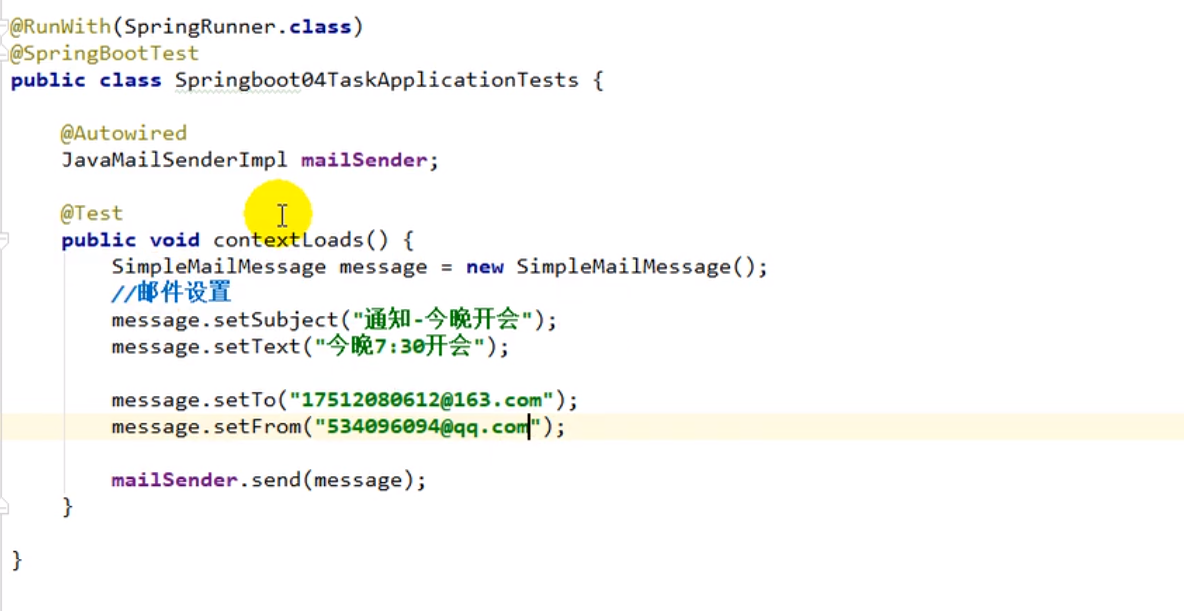 @RunWith(SpringRunner.class)
@SpringBootTest
public class Springboot04TaskApplicationTests {
@Autowired
JavaMailSenderImpl mailSender;
@Test
public void contextLoads() {
SimpleMailMessage message = new SimpleMailMessage();
//邮件设置
message.setSubject("通知-今晚开会");
message.setText("今晚7:30开会");
message.setTo("17512080612@163.com");
message.setFrom("534096094@qq.com");
mailSender.send(message);
}
}